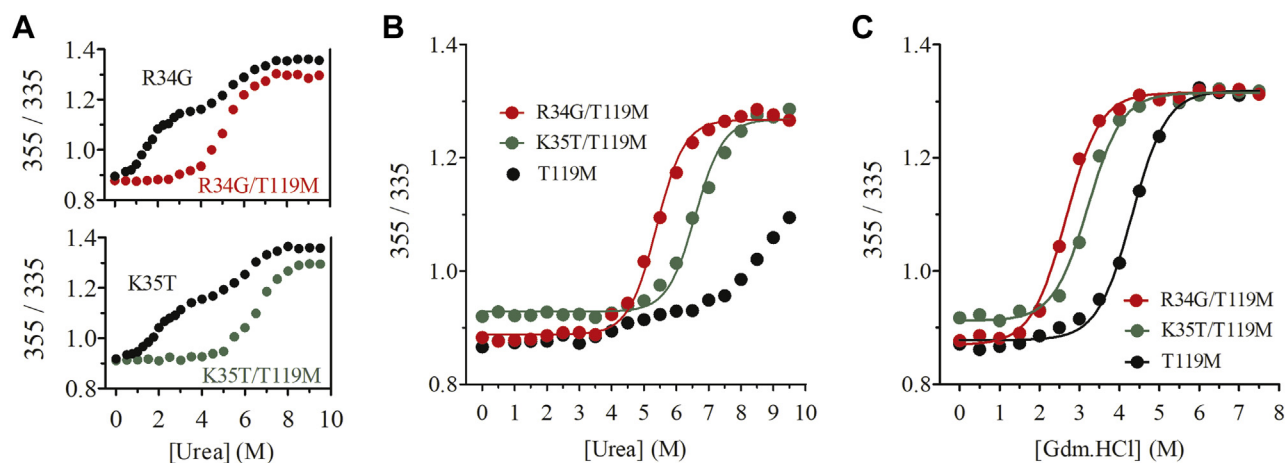 A
1.4
1.2
1.0
0.8
355 / 335
R34G
R34G/T119M
1.4
1.2
1.0
0.8
355 / 335
K35T
K35T/T119M
0 2 4 6 8 10
[Urea] (M)
B
1.4
1.2
1.0
0.8
355 / 335
R34G/T119M
K35T/T119M
T119M
0 1 2 3 4 5 6 7 8 9 10
[Urea] (M)
C
1.4
1.2
1.0
0.8
355 / 335
R34G/T119M
K35T/T119M
T119M
0 1 2 3 4 5 6 7 8
[Gdm.HCl] (M)